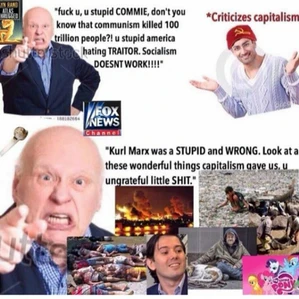 "fuck u, u stupid COMMIE, don't you
know that communism killed 100
trillion people?! u stupid america
hating TRAITOR. Socialism
DOESNT WORK!!!!"
*Criticizes capitalism
ATLAS
SHRUGGED
FOX
NEWS
Channel
"Kurl Marx was a STUPID and WRONG. Look at a
these wonderful things capitalism gave us, u
ungrateful little SHIT."